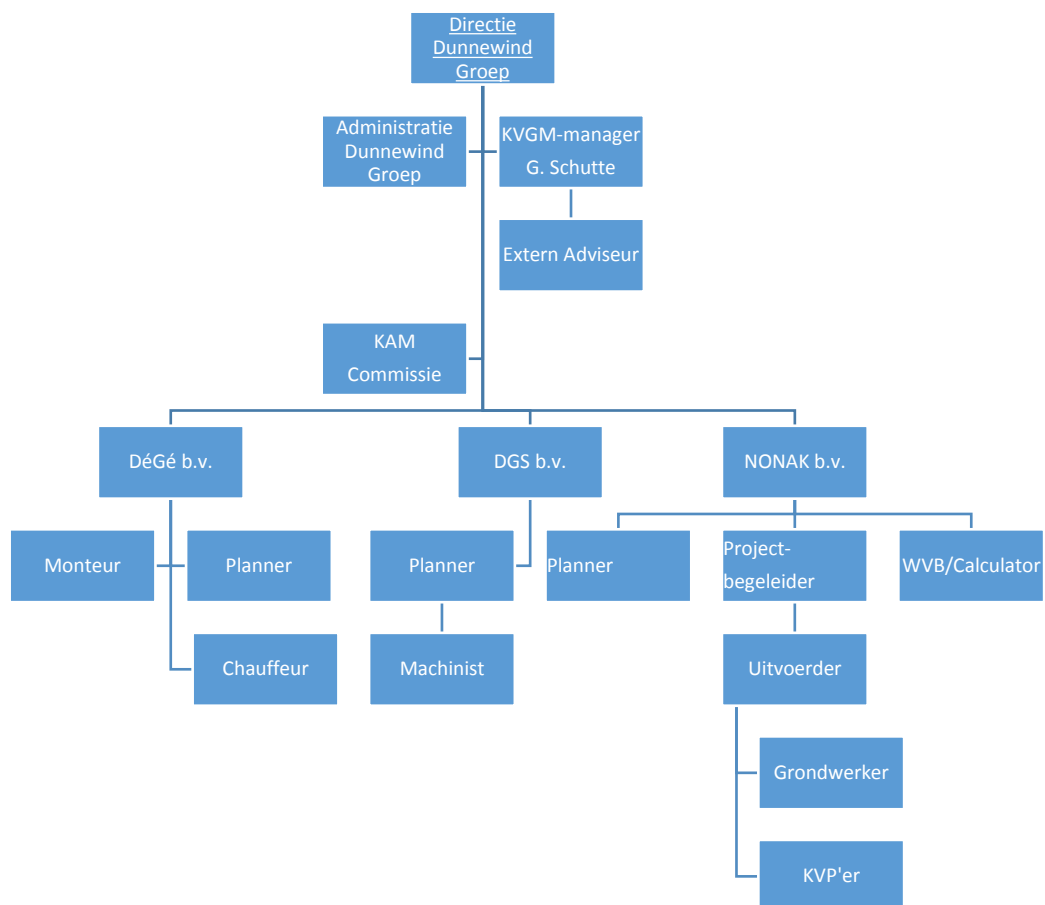 Directie
Dunnewind
Groep
Administratie
Dunnewind
Groep
KVGM-manager
G. Schutte
Extern Adviseur
KAM
Commissie
DéGé b.v.
DGS b.v.
NONAK b.v.
Monteur
Planner
Planner
Planner
Project-
begeleider
WVB/Calculator
Chauffeur
Machinist
Uitvoerder
Grondwerker
KVP'er